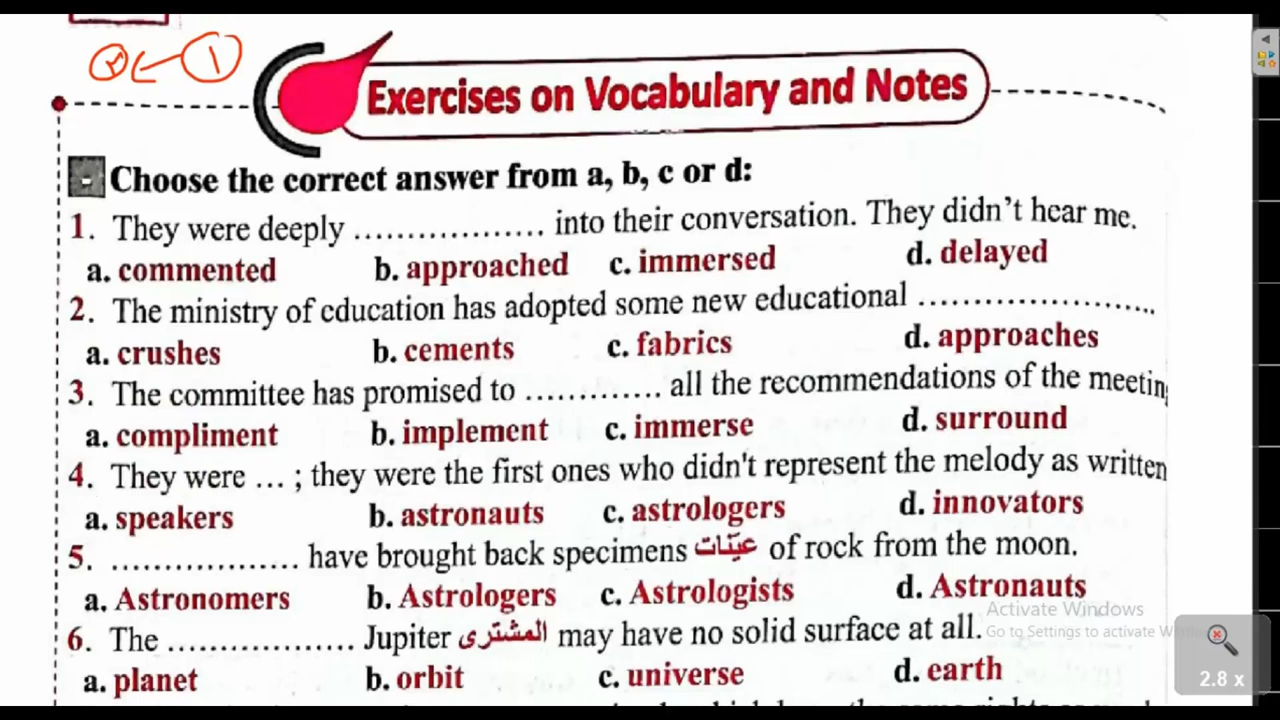 Exercises on Vocabulary and Notes
- Choose the correct answer from a, b, c or d:
1. They were deeply .................. into their conversation. They didn't hear me.
a. commented b. approached c. immersed d. delayed
2. The ministry of education has adopted some new educational ......................
a. crushes b. cements c. fabrics d. approaches
3. The committee has promised to ............. all the recommendations of the meetin
a. compliment b. implement c. immerse d. surround
4. They were ... ; they were the first ones who didn't represent the melody as written
a. speakers b. astronauts c. astrologers d. innovators
5. .................. have brought back specimens عيّنات of rock from the moon.
a. Astronomers b. Astrologers c. Astrologists d. Astronauts
Activate Windows
6. The .................. Jupiter المشترى may have no solid surface at all.
Go to Settings to activate W
a. planet b. orbit c. universe d. earth
2.8 x